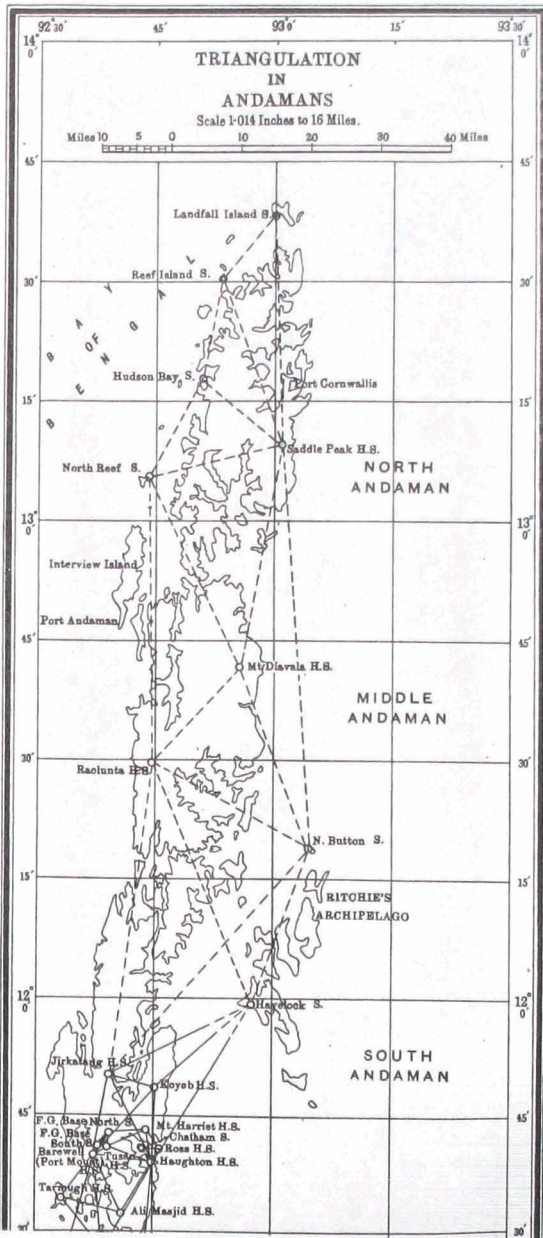 92° 30' 45' 93° 0' 93° 30'
14° 0' 14° 0'
TRIANGULATION
IN
ANDAMANS
Scale 1·014 Inches to 16 Miles.
Miles 10 5 0 10 20 30 40 Miles
45' 45'
Landfall Island S.
Reef Island S.
30' 30'
BAY
OF
BENGAL
Hudson Bay S.
Port Cornwallis
15' 15'
Saddle Peak H.S.
North Reef S.
NORTH
ANDAMAN
13° 0' 13° 0'
Interview Island
Port Andaman
45' 45'
Mt. Diavala H.S.
MIDDLE
ANDAMAN
30' 30'
Raolunta H.S.
N. Button S.
15' 15'
RITCHIE'S
ARCHIPELAGO
12° 0' 12° 0'
Havelock S.
SOUTH
ANDAMAN
Jirkatang H.S.
Koyob H.S.
45' 45'
F.G. Base North S.
Mt. Harriet H.S.
F.G. Base
South S.
Chatham S.
Barewell
Ross H.S.
(Port Mouat) H.S.
Haughton H.S.
H.S.
Ali Masjid H.S.
30' 30'